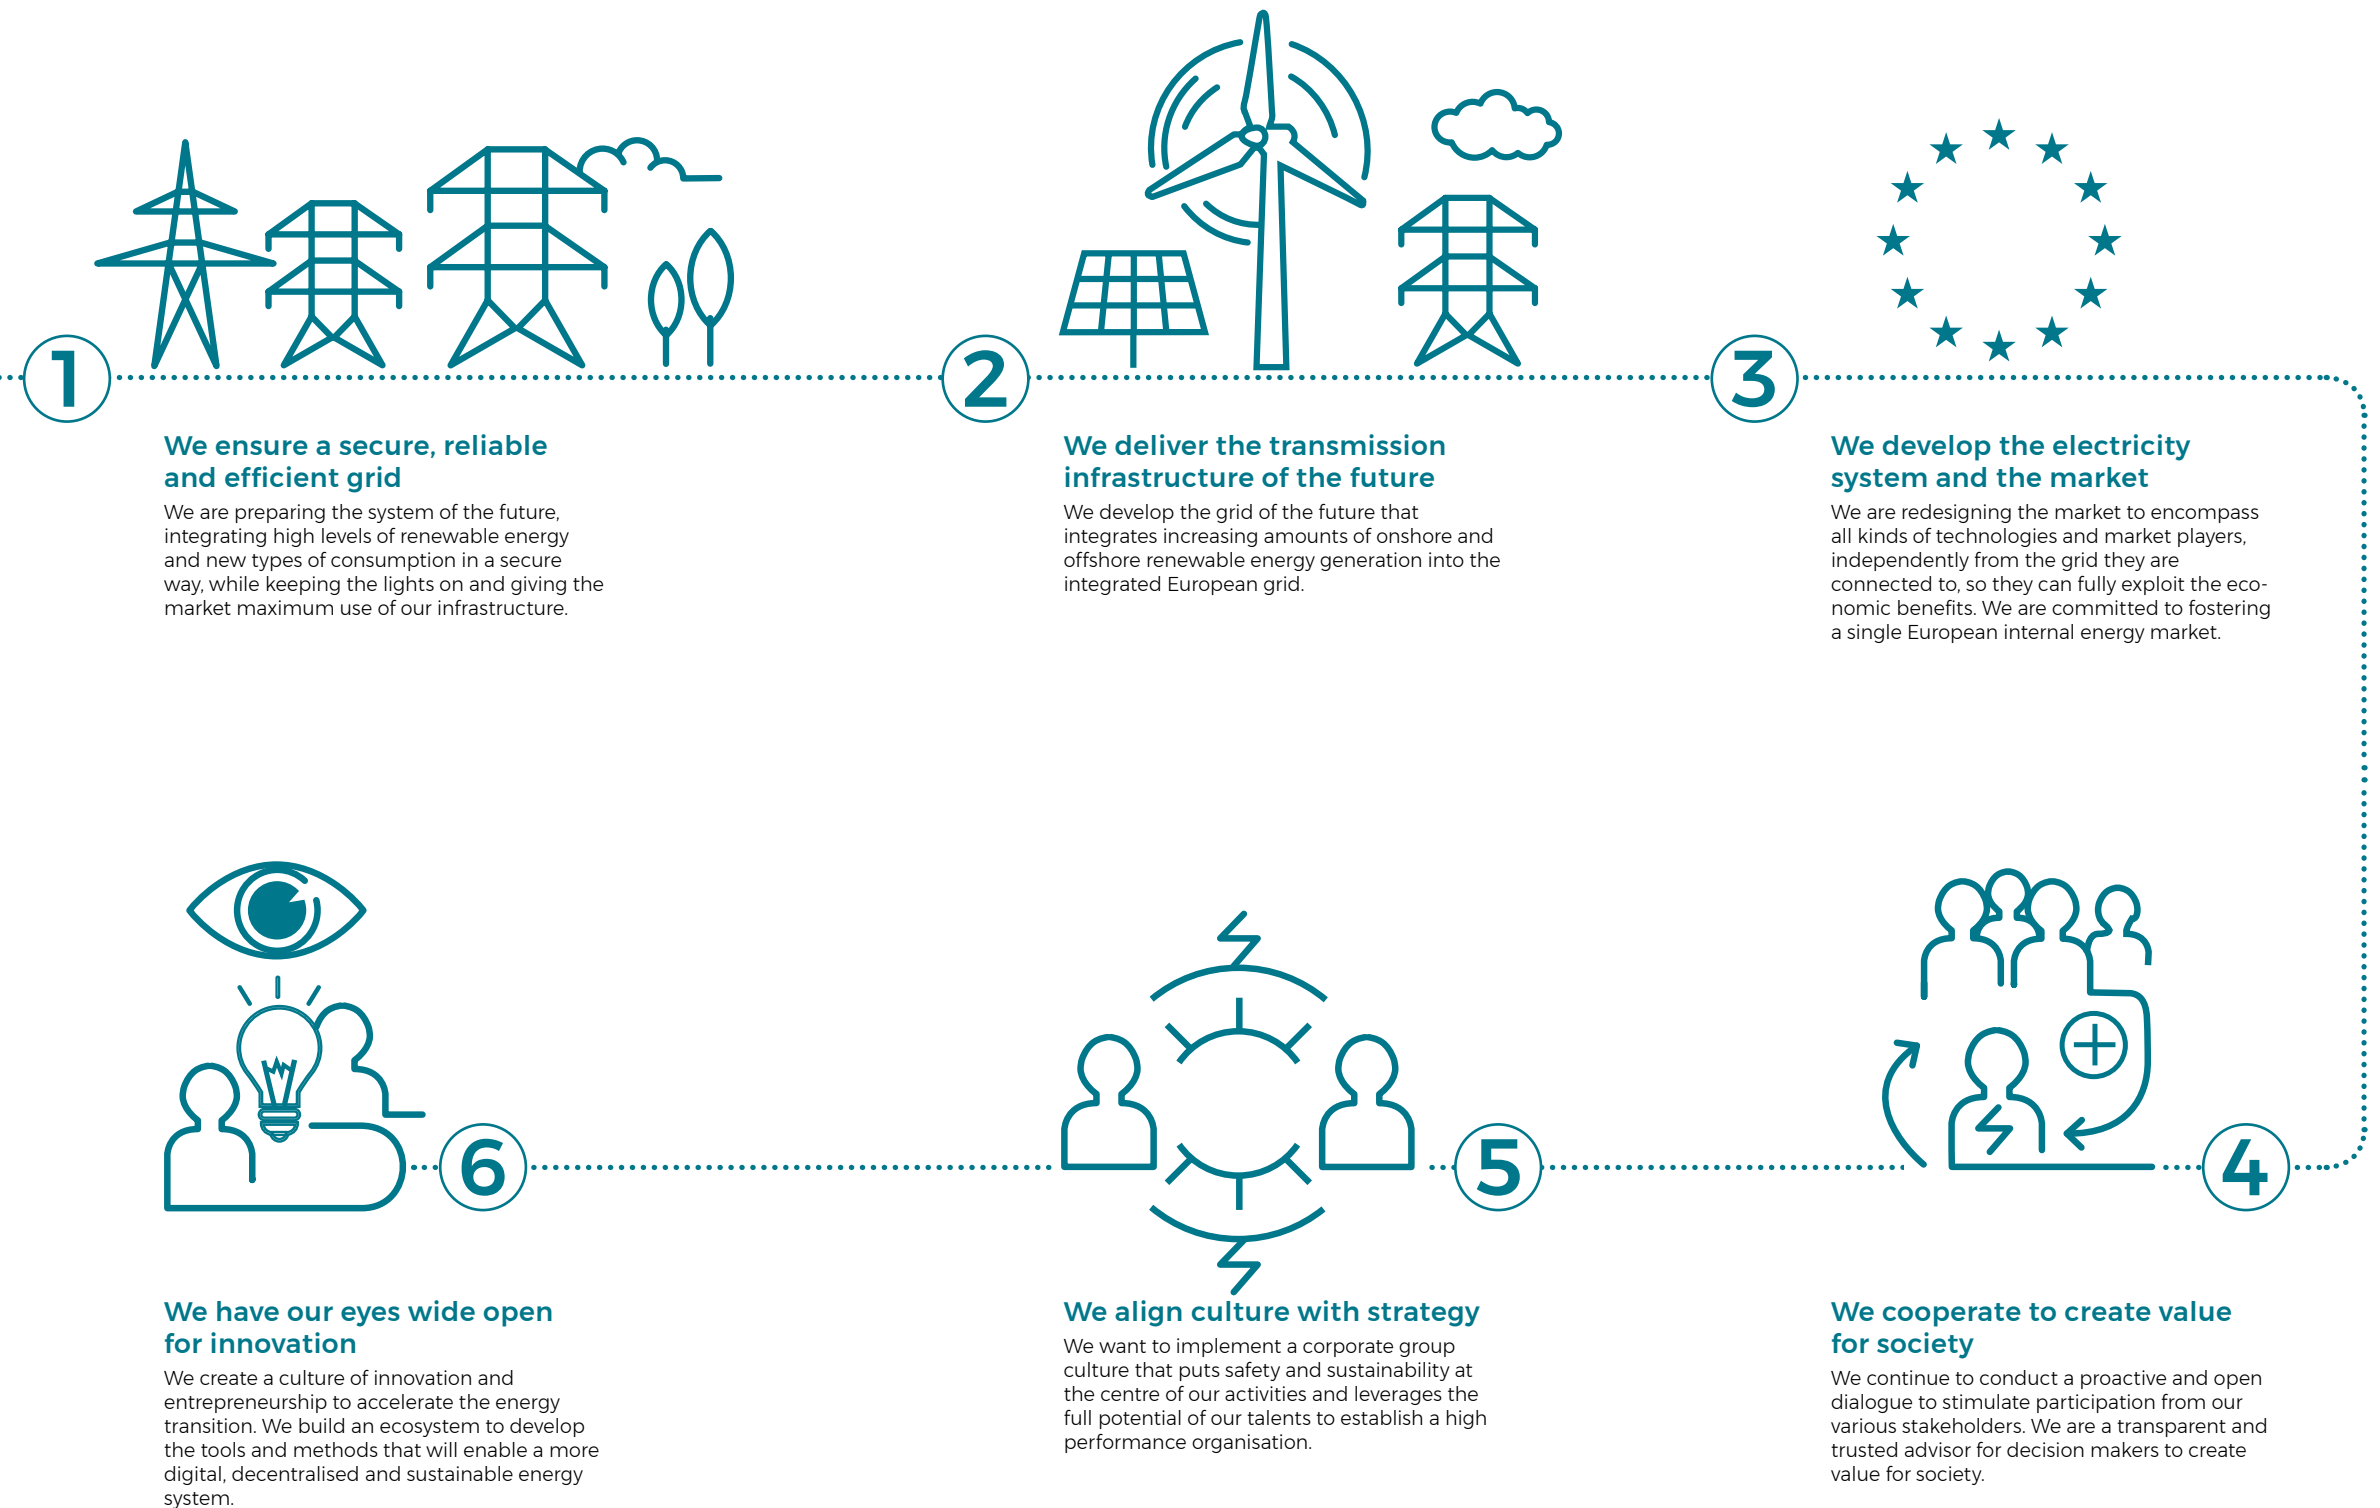 1
We ensure a secure, reliable
and efficient grid
We are preparing the system of the future,
integrating high levels of renewable energy
and new types of consumption in a secure
way, while keeping the lights on and giving the
market maximum use of our infrastructure.
2
We deliver the transmission
infrastructure of the future
We develop the grid of the future that
integrates increasing amounts of onshore and
offshore renewable energy generation into the
integrated European grid.
3
We develop the electricity
system and the market
We are redesigning the market to encompass
all kinds of technologies and market players,
independently from the grid they are
connected to, so they can fully exploit the eco-
nomic benefits. We are committed to fostering
a single European internal energy market.
4
We cooperate to create value
for society
We continue to conduct a proactive and open
dialogue to stimulate participation from our
various stakeholders. We are a transparent and
trusted advisor for decision makers to create
value for society.
5
We align culture with strategy
We want to implement a corporate group
culture that puts safety and sustainability at
the centre of our activities and leverages the
full potential of our talents to establish a high
performance organisation.
6
We have our eyes wide open
for innovation
We create a culture of innovation and
entrepreneurship to accelerate the energy
transition. We build an ecosystem to develop
the tools and methods that will enable a more
digital, decentralised and sustainable energy
system.